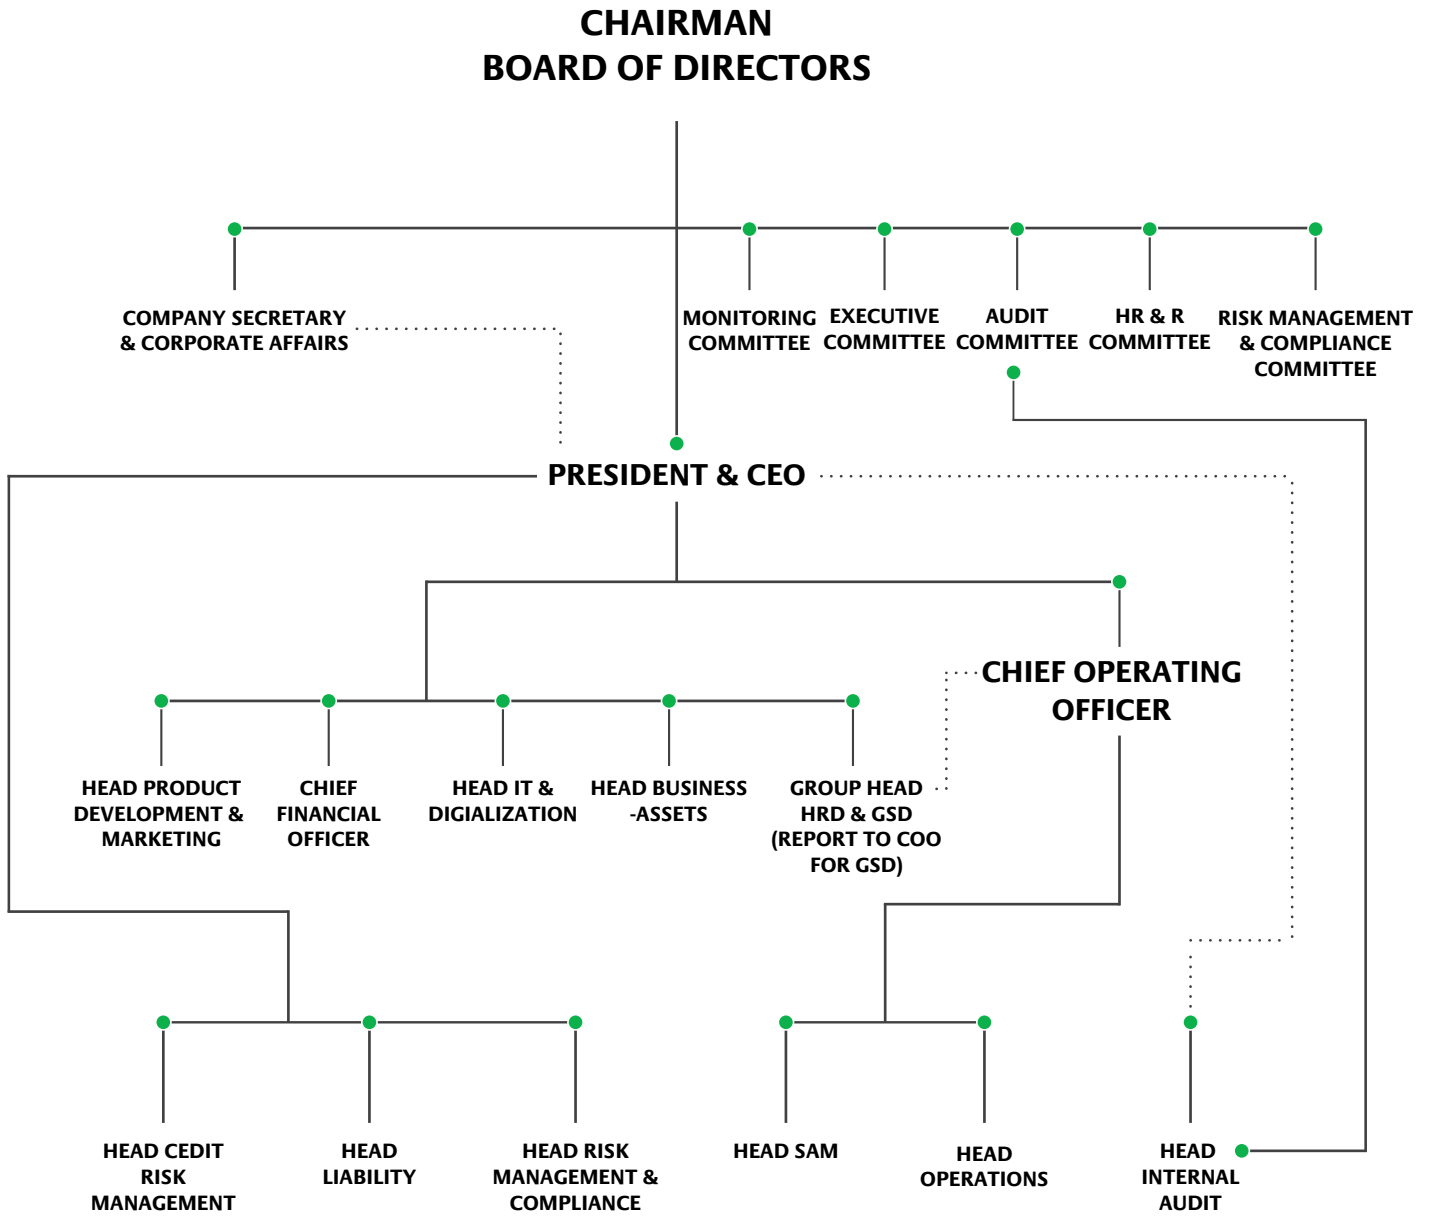 CHAIRMAN
BOARD OF DIRECTORS
COMPANY SECRETARY
& CORPORATE AFFAIRS
MONITORING
COMMITTEE
EXECUTIVE
COMMITTEE
AUDIT
COMMITTEE
HR & R
COMMITTEE
RISK MANAGEMENT
& COMPLIANCE
COMMITTEE
PRESIDENT & CEO
CHIEF OPERATING
OFFICER
HEAD PRODUCT
DEVELOPMENT &
MARKETING
CHIEF
FINANCIAL
OFFICER
HEAD IT &
DIGIALIZATION
HEAD BUSINESS
-ASSETS
GROUP HEAD
HRD & GSD
(REPORT TO COO
FOR GSD)
HEAD CEDIT
RISK
MANAGEMENT
HEAD
LIABILITY
HEAD RISK
MANAGEMENT &
COMPLIANCE
HEAD SAM
HEAD
OPERATIONS
HEAD
INTERNAL
AUDIT